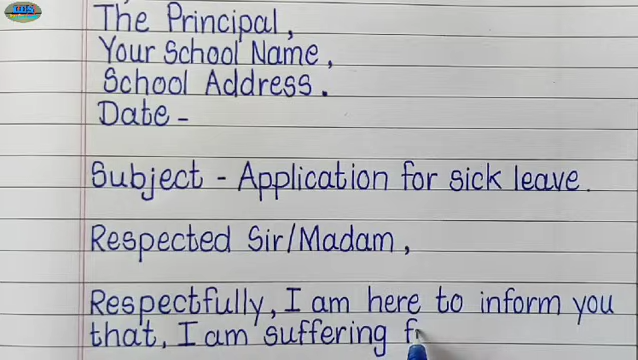 The Principal,
Your School Name,
School Address.
Date -
Subject - Application for sick leave.
Respected Sir/Madam,
Respectfully, I am here to inform you
that, I am suffering f